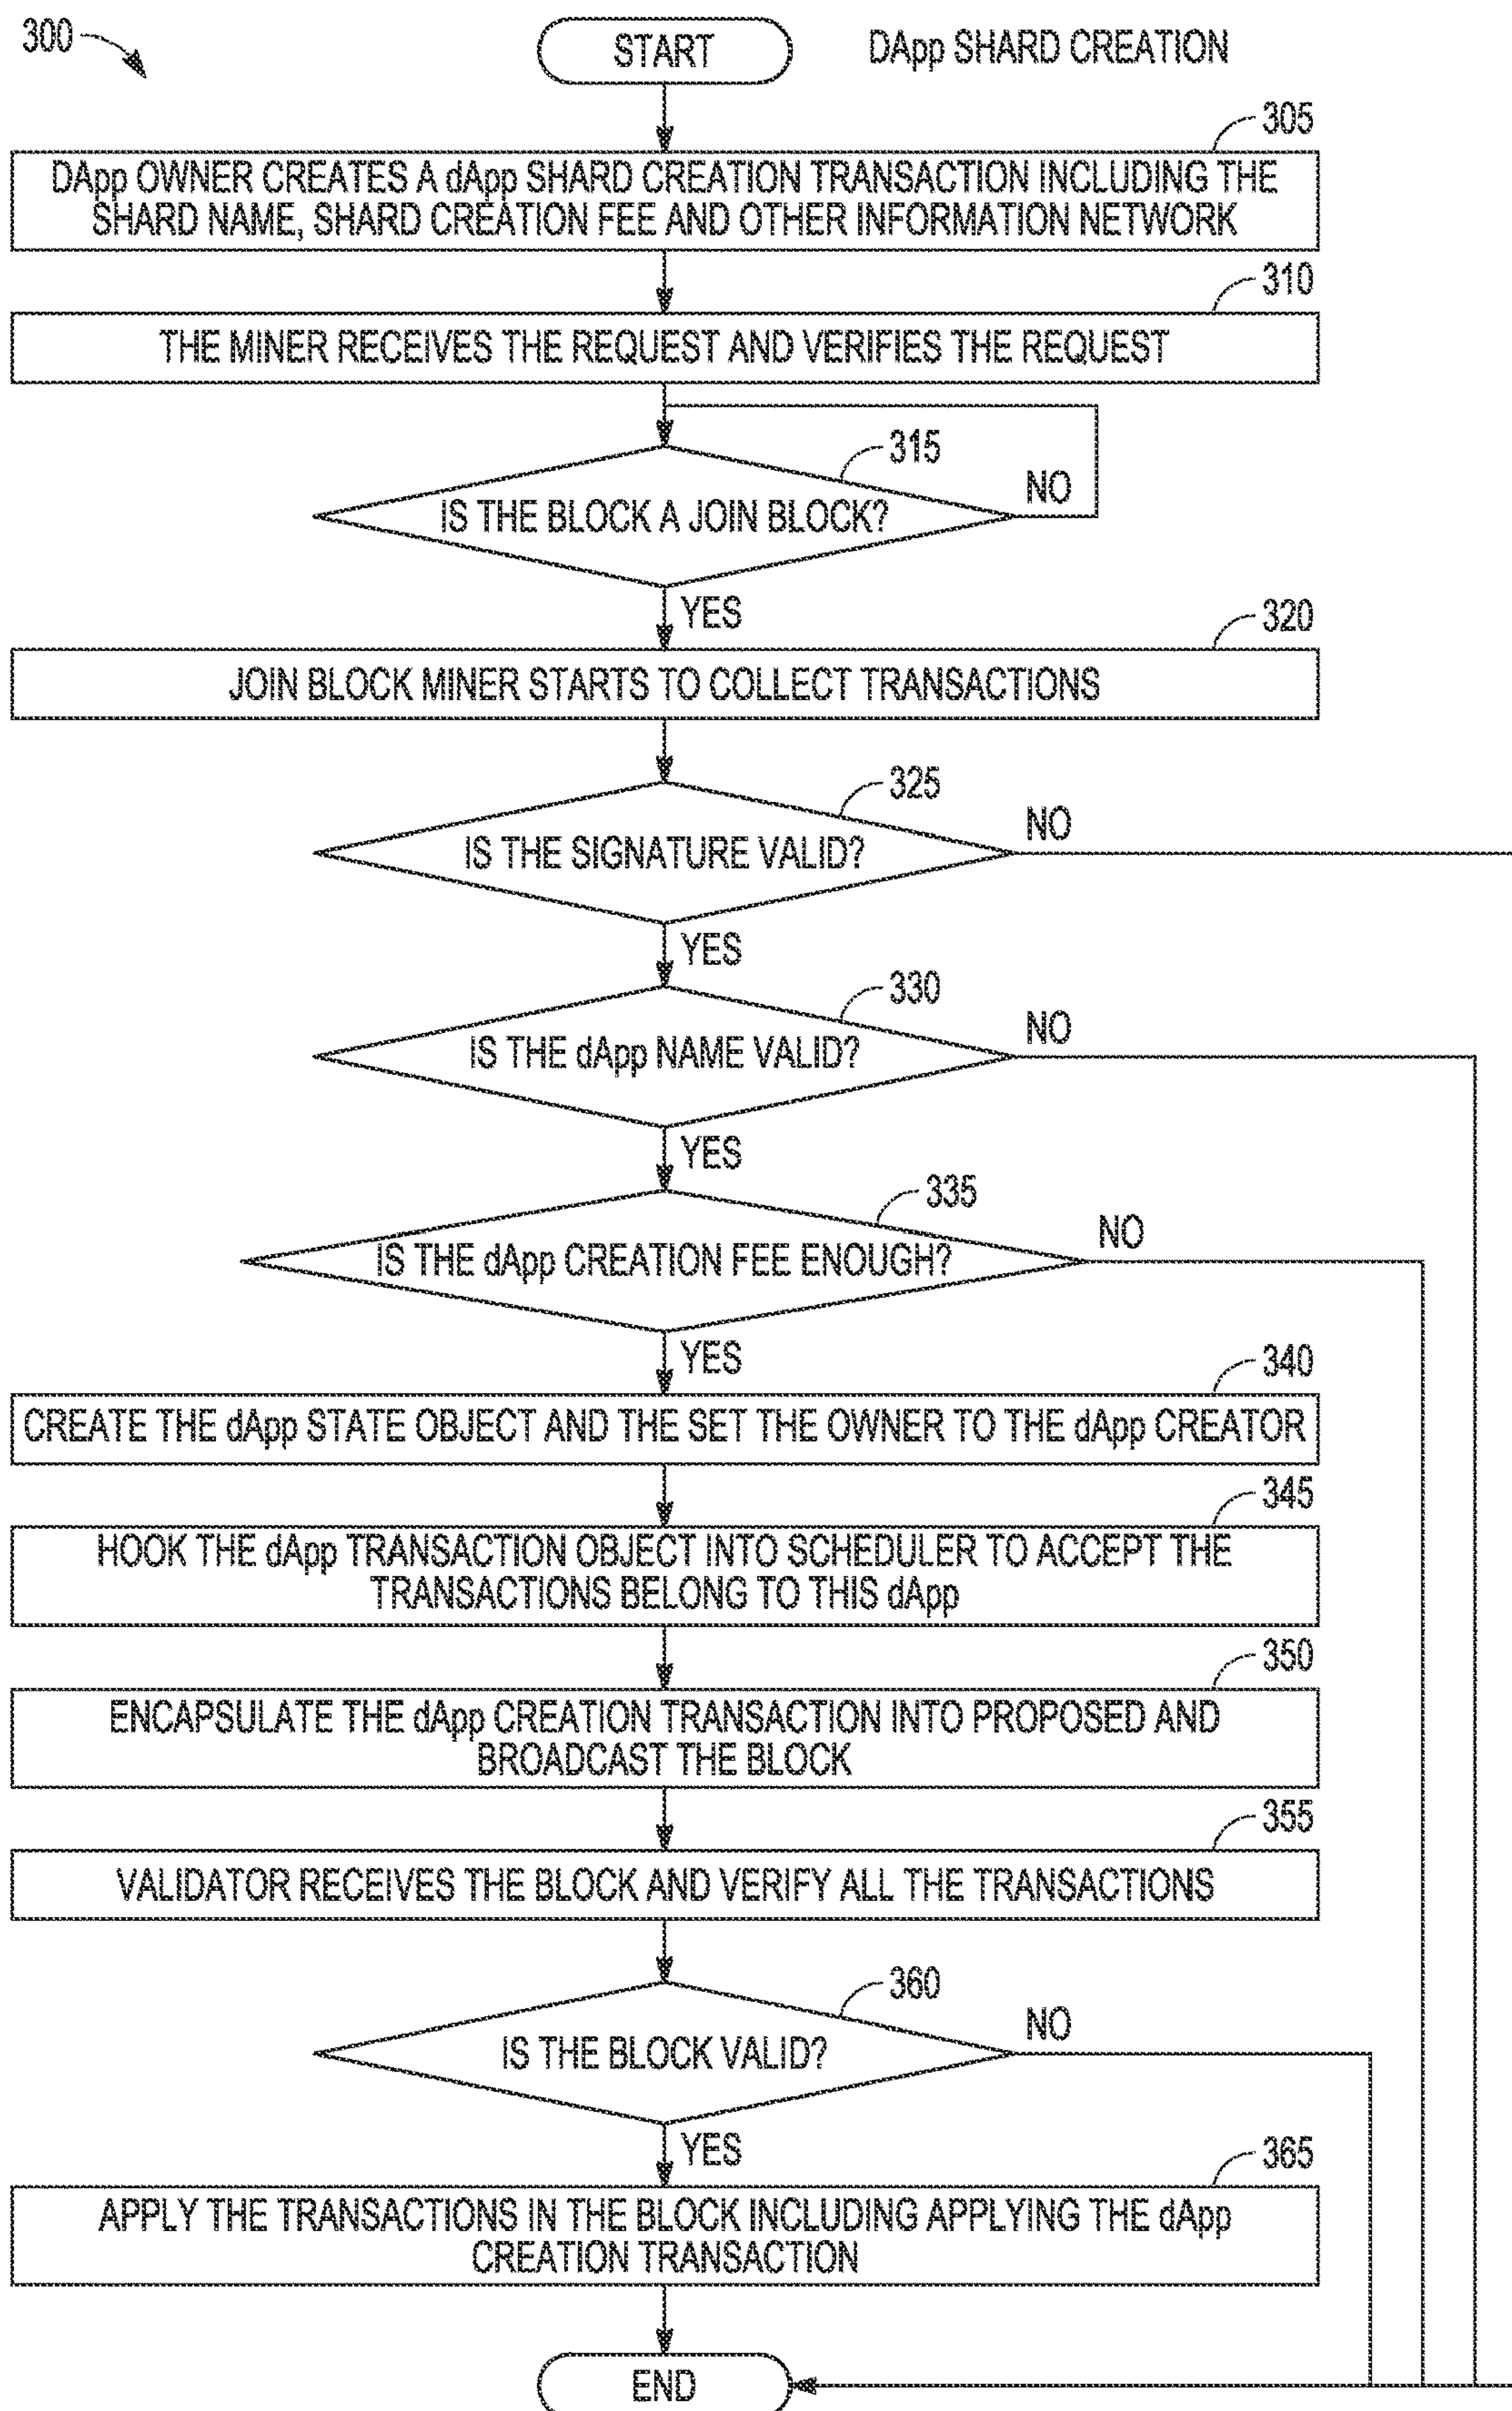 300
START
DApp SHARD CREATION
305
DApp OWNER CREATES A dApp SHARD CREATION TRANSACTION INCLUDING THE
SHARD NAME, SHARD CREATION FEE AND OTHER INFORMATION NETWORK
310
THE MINER RECEIVES THE REQUEST AND VERIFIES THE REQUEST
315
IS THE BLOCK A JOIN BLOCK?
NO
YES
320
JOIN BLOCK MINER STARTS TO COLLECT TRANSACTIONS
325
IS THE SIGNATURE VALID?
NO
YES
330
IS THE dApp NAME VALID?
NO
YES
335
IS THE dApp CREATION FEE ENOUGH?
NO
YES
340
CREATE THE dApp STATE OBJECT AND THE SET THE OWNER TO THE dApp CREATOR
345
HOOK THE dApp TRANSACTION OBJECT INTO SCHEDULER TO ACCEPT THE
TRANSACTIONS BELONG TO THIS dApp
350
ENCAPSULATE THE dApp CREATION TRANSACTION INTO PROPOSED AND
BROADCAST THE BLOCK
355
VALIDATOR RECEIVES THE BLOCK AND VERIFY ALL THE TRANSACTIONS
360
IS THE BLOCK VALID?
NO
YES
365
APPLY THE TRANSACTIONS IN THE BLOCK INCLUDING APPLYING THE dApp
CREATION TRANSACTION
END